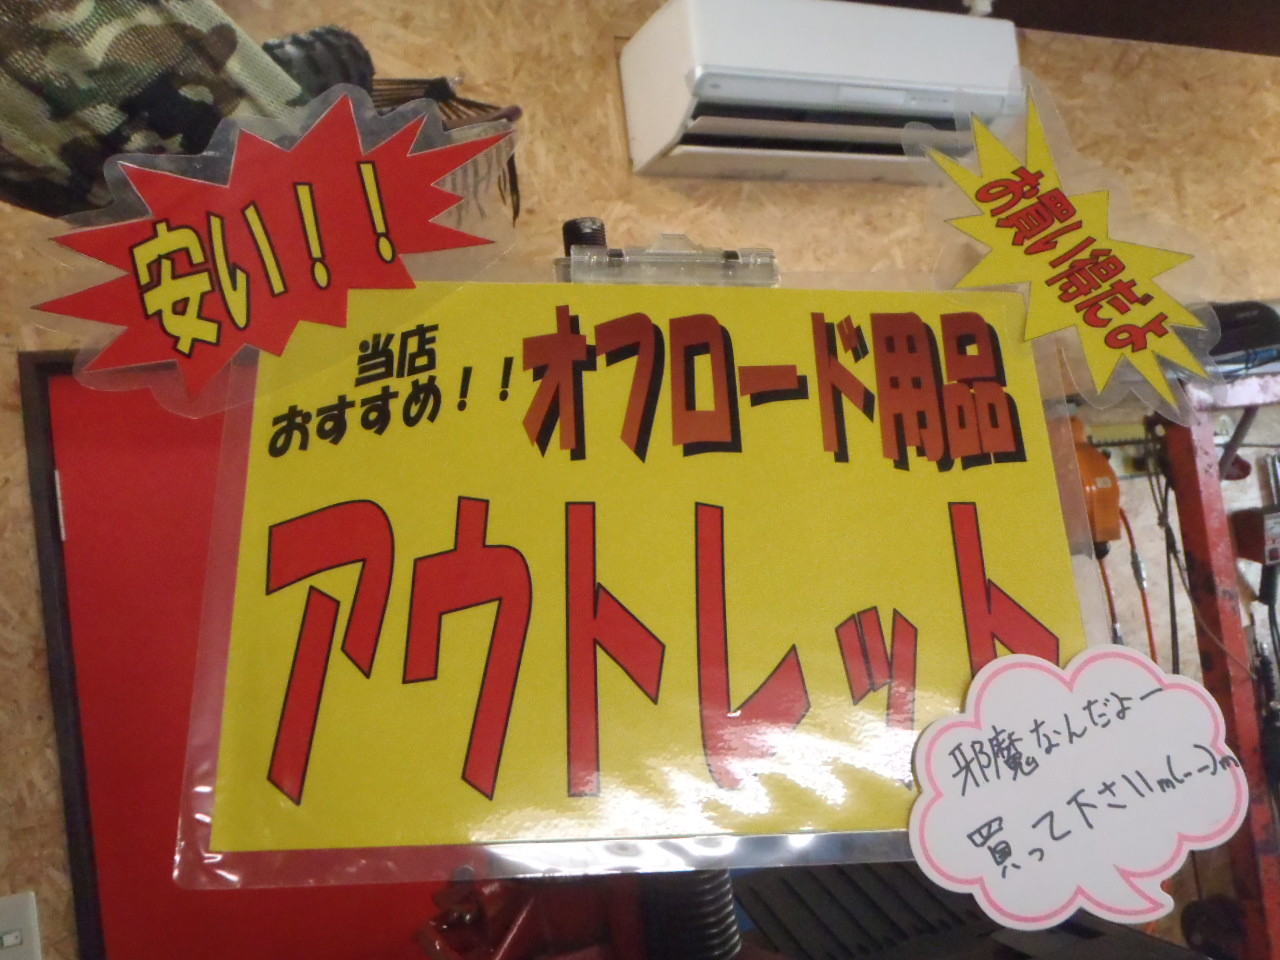 安い！！
お買い得だよ
当店
おすすめ！！
オフロード用品
アウトレット
邪魔なんだよー
買って下さいm(--)m